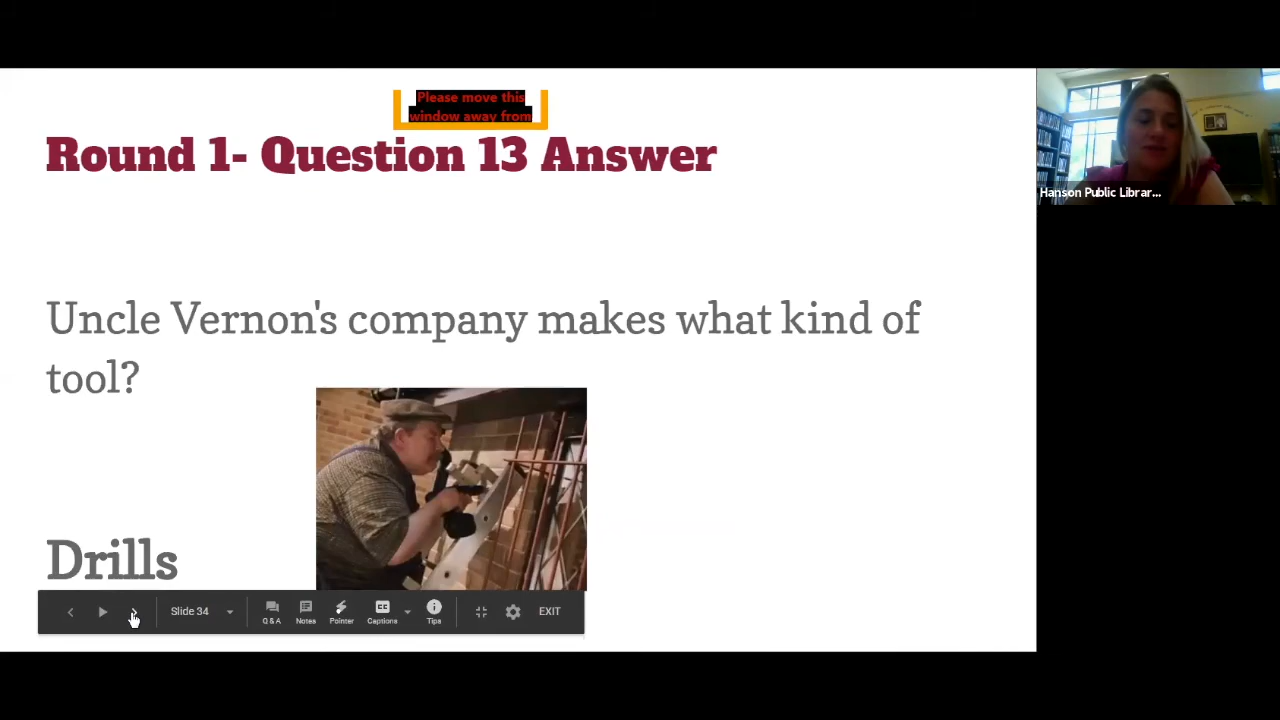 Please move this
window away from
Round 1- Question 13 Answer
Hanson Public Librar...
Uncle Vernon's company makes what kind of
tool?
Drills
Slide 34
Q & A
Notes
Pointer
CC
Captions
Tips
EXIT